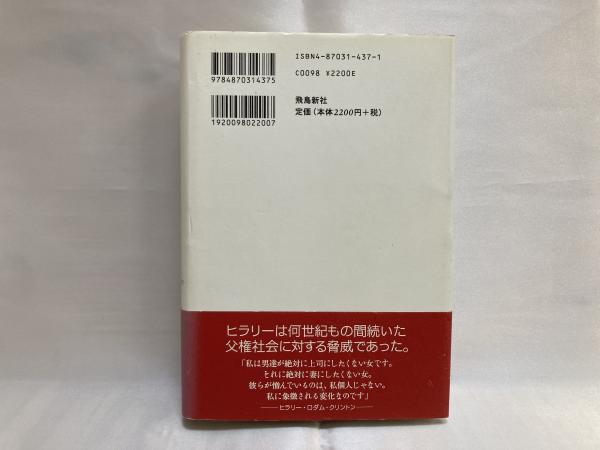 ISBN4-87031-437-1
9784870314375
C0098 ¥2200E
飛鳥新社
定価(本体2200円+税)
1920098022007
ヒラリーは何世紀もの間続いた
父権社会に対する脅威であった。
「私は男達が絶対に上司にしたくない女です。
それに絶対に妻にしたくない女。
彼らが憎んでいるのは、私個人じゃない。
私に象徴される変化なのです」
——ヒラリー・ロダム・クリントン——